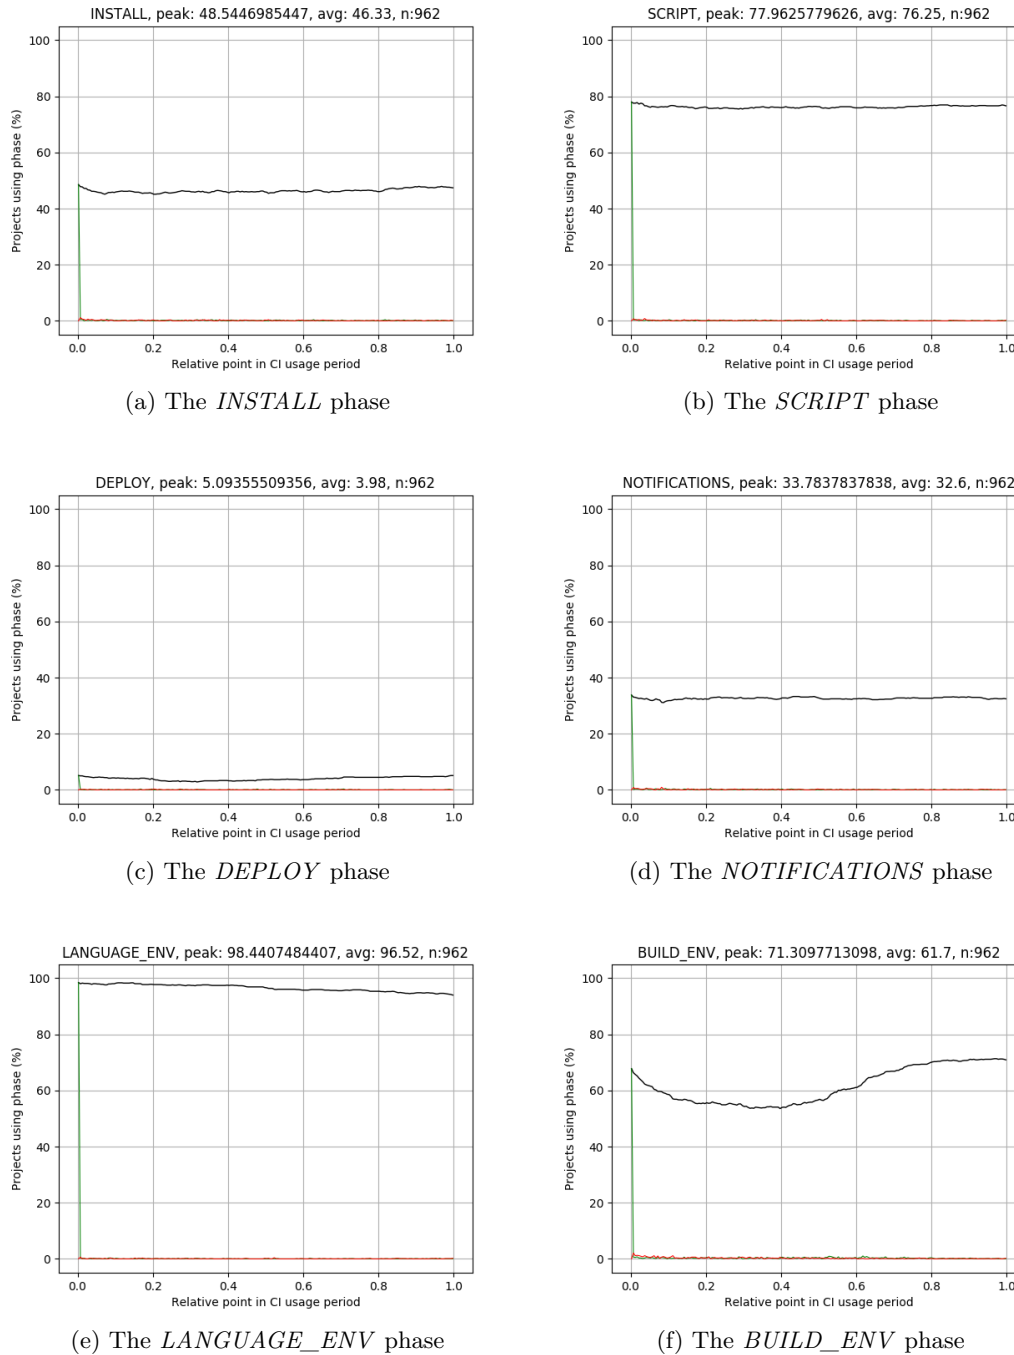 INSTALL, peak: 48.5446985447, avg: 46.33, n:962
100
80
60
40
20
0
Projects using phase (%)
0.0 0.2 0.4 0.6 0.8 1.0
Relative point in CI usage period
(a) The INSTALL phase
SCRIPT, peak: 77.9625779626, avg: 76.25, n:962
100
80
60
40
20
0
Projects using phase (%)
0.0 0.2 0.4 0.6 0.8 1.0
Relative point in CI usage period
(b) The SCRIPT phase
DEPLOY, peak: 5.09355509356, avg: 3.98, n:962
100
80
60
40
20
0
Projects using phase (%)
0.0 0.2 0.4 0.6 0.8 1.0
Relative point in CI usage period
(c) The DEPLOY phase
NOTIFICATIONS, peak: 33.7837837838, avg: 32.6, n:962
100
80
60
40
20
0
Projects using phase (%)
0.0 0.2 0.4 0.6 0.8 1.0
Relative point in CI usage period
(d) The NOTIFICATIONS phase
LANGUAGE_ENV, peak: 98.4407484407, avg: 96.52, n:962
100
80
60
40
20
0
Projects using phase (%)
0.0 0.2 0.4 0.6 0.8 1.0
Relative point in CI usage period
(e) The LANGUAGE_ENV phase
BUILD_ENV, peak: 71.3097713098, avg: 61.7, n:962
100
80
60
40
20
0
Projects using phase (%)
0.0 0.2 0.4 0.6 0.8 1.0
Relative point in CI usage period
(f) The BUILD_ENV phase